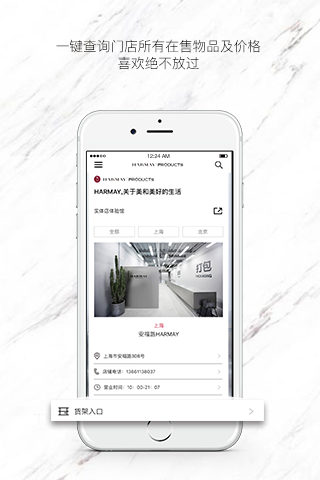 一键查询门店所有在售物品及价格
喜欢绝不放过
12:24 AM
HARMAY PRODUCTS
HARMAY PRODUCTS
HARMAY,关于美和美好的生活
实体店体验馆
全部
上海
北京
HARMAY
打包
上海
安福路HARMAY
上海市安福路308号
店铺电话：13661136037
营业时间：10：00-21：07
货架入口